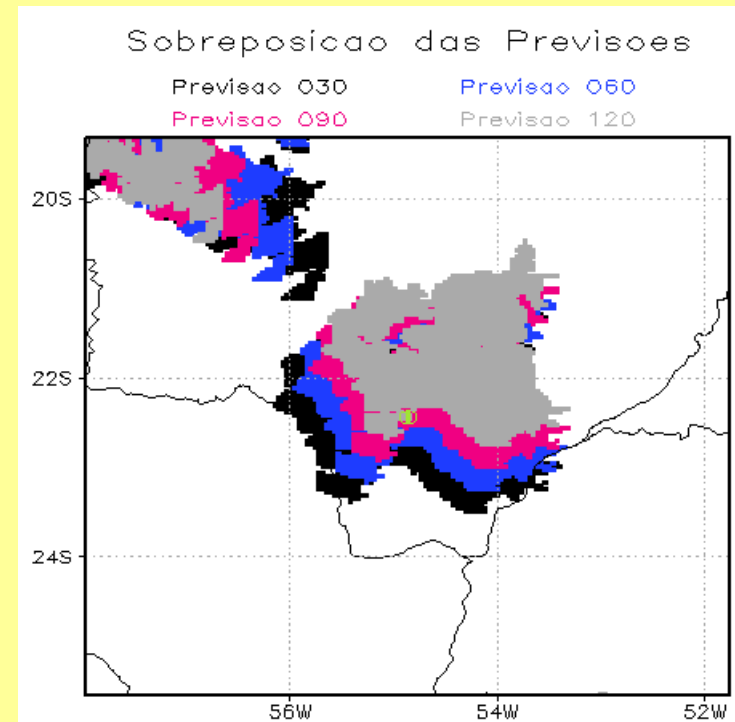 Sobreposicao das Previsoes
Previsao 030 Previsao 060
Previsao 090 Previsao 120
20S
22S
24S
56W 54W 52W